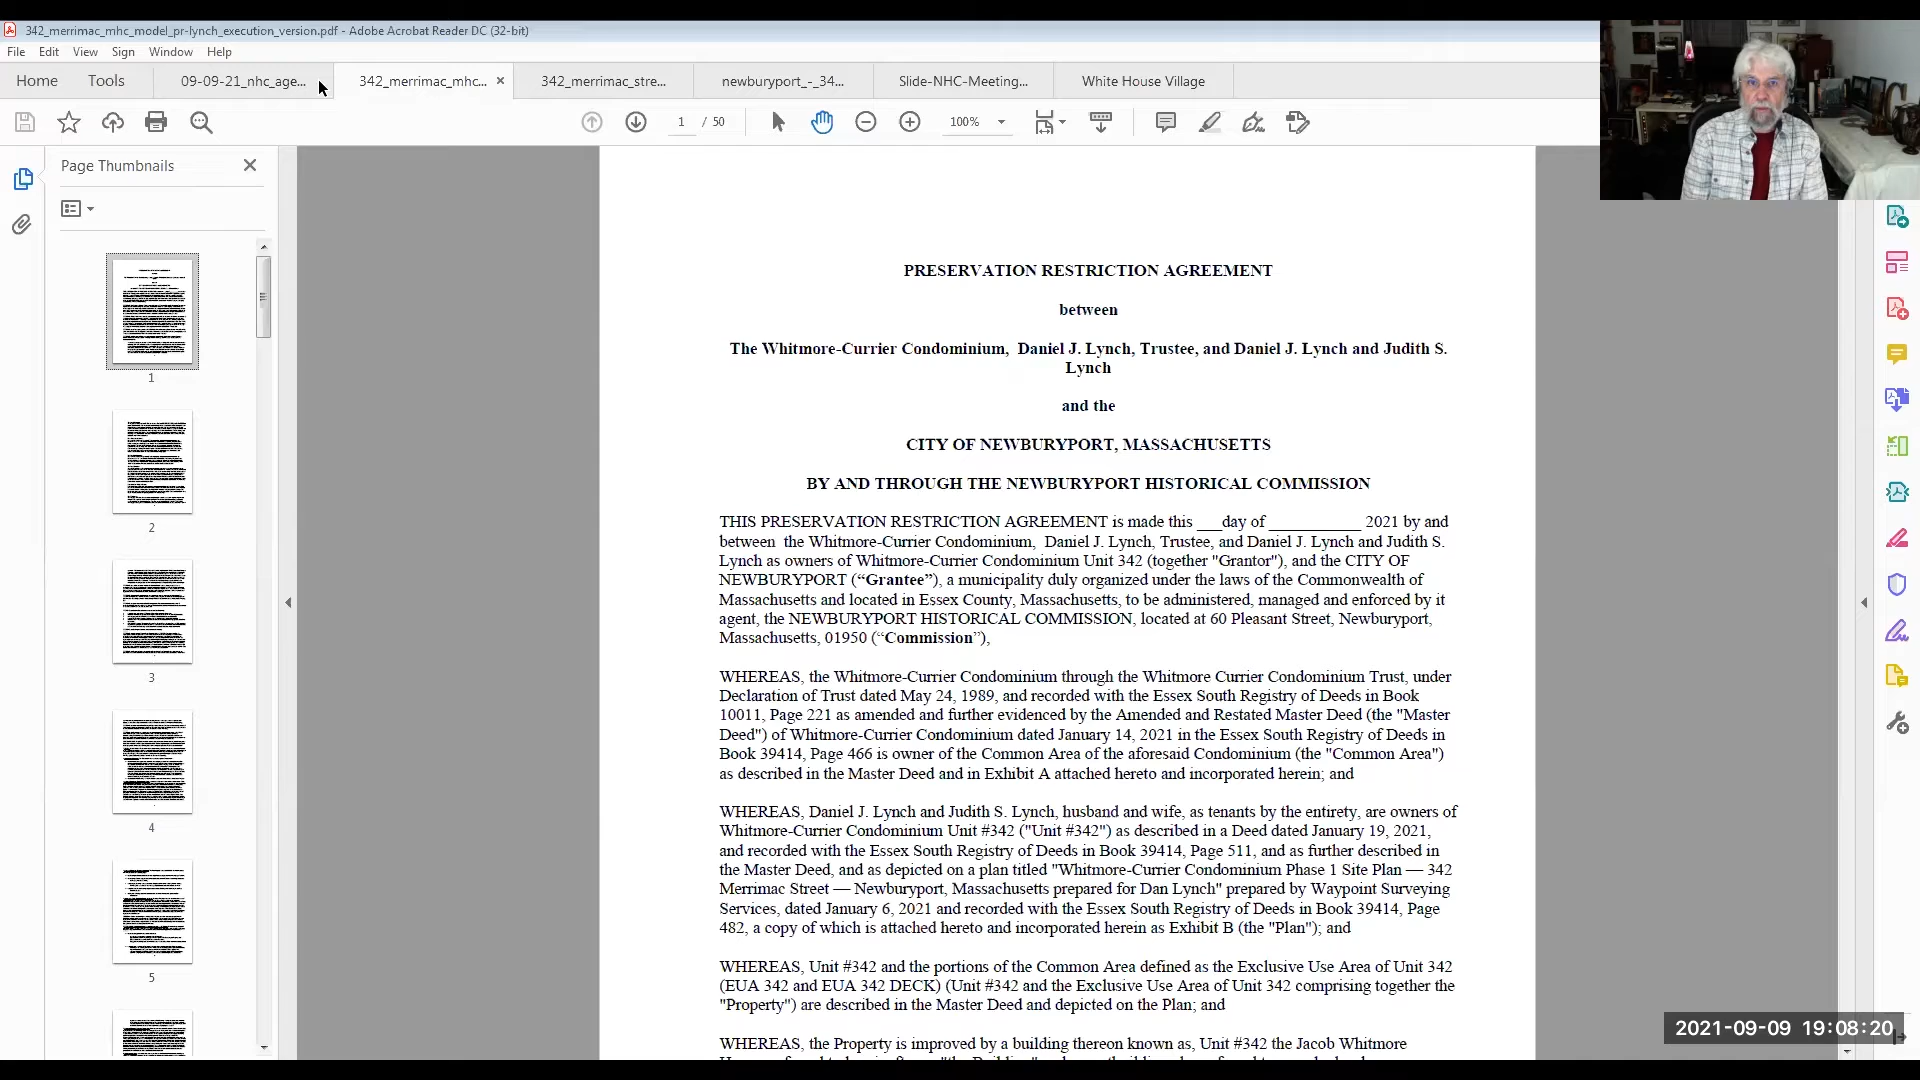 342_merrimac_mhc_model_pr-lynch_execution_version.pdf - Adobe Acrobat Reader DC (32-bit)
File Edit View Sign Window Help
Home Tools 09-09-21_nhc_age... 342_merrimac_mhc... × 342_merrimac_stre... newburyport_-_34... Slide-NHC-Meeting... White House Village
1 / 50 100%
Page Thumbnails
1
2
3
4
5
PRESERVATION RESTRICTION AGREEMENT
between
The Whitmore-Currier Condominium, Daniel J. Lynch, Trustee, and Daniel J. Lynch and Judith S.
Lynch
and the
CITY OF NEWBURYPORT, MASSACHUSETTS
BY AND THROUGH THE NEWBURYPORT HISTORICAL COMMISSION
THIS PRESERVATION RESTRICTION AGREEMENT is made this ___day of ___________ 2021 by and
between the Whitmore-Currier Condominium, Daniel J. Lynch, Trustee, and Daniel J. Lynch and Judith S.
Lynch as owners of Whitmore-Currier Condominium Unit 342 (together "Grantor"), and the CITY OF
NEWBURYPORT (“Grantee”), a municipality duly organized under the laws of the Commonwealth of
Massachusetts and located in Essex County, Massachusetts, to be administered, managed and enforced by it
agent, the NEWBURYPORT HISTORICAL COMMISSION, located at 60 Pleasant Street, Newburyport,
Massachusetts, 01950 (“Commission”),
WHEREAS, the Whitmore-Currier Condominium through the Whitmore Currier Condominium Trust, under
Declaration of Trust dated May 24, 1989, and recorded with the Essex South Registry of Deeds in Book
10011, Page 221 as amended and further evidenced by the Amended and Restated Master Deed (the "Master
Deed") of Whitmore-Currier Condominium dated January 14, 2021 in the Essex South Registry of Deeds in
Book 39414, Page 466 is owner of the Common Area of the aforesaid Condominium (the "Common Area")
as described in the Master Deed and in Exhibit A attached hereto and incorporated herein; and
WHEREAS, Daniel J. Lynch and Judith S. Lynch, husband and wife, as tenants by the entirety, are owners of
Whitmore-Currier Condominium Unit #342 ("Unit #342") as described in a Deed dated January 19, 2021,
and recorded with the Essex South Registry of Deeds in Book 39414, Page 511, and as further described in
the Master Deed, and as depicted on a plan titled "Whitmore-Currier Condominium Phase 1 Site Plan — 342
Merrimac Street — Newburyport, Massachusetts prepared for Dan Lynch" prepared by Waypoint Surveying
Services, dated January 6, 2021 and recorded with the Essex South Registry of Deeds in Book 39414, Page
482, a copy of which is attached hereto and incorporated herein as Exhibit B (the "Plan"); and
WHEREAS, Unit #342 and the portions of the Common Area defined as the Exclusive Use Area of Unit 342
(EUA 342 and EUA 342 DECK) (Unit #342 and the Exclusive Use Area of Unit 342 comprising together the
"Property") are described in the Master Deed and depicted on the Plan; and
WHEREAS, the Property is improved by a building thereon known as, Unit #342 the Jacob Whitmore
2021-09-09 19:08:20